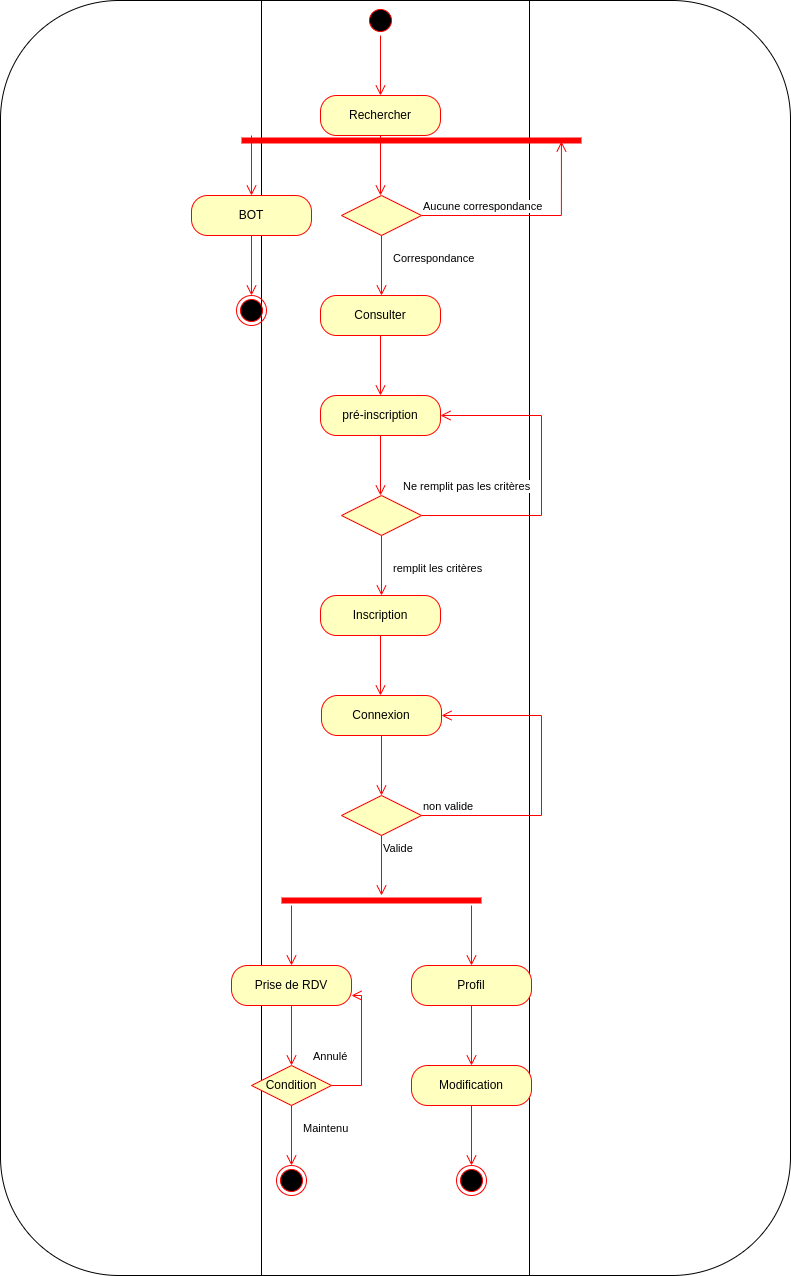 Rechercher
BOT
Aucune correspondance
Correspondance
Consulter
pré-inscription
Ne remplit pas les critères
remplit les critères
Inscription
Connexion
non valide
Valide
Prise de RDV
Profil
Annulé
Condition
Modification
Maintenu